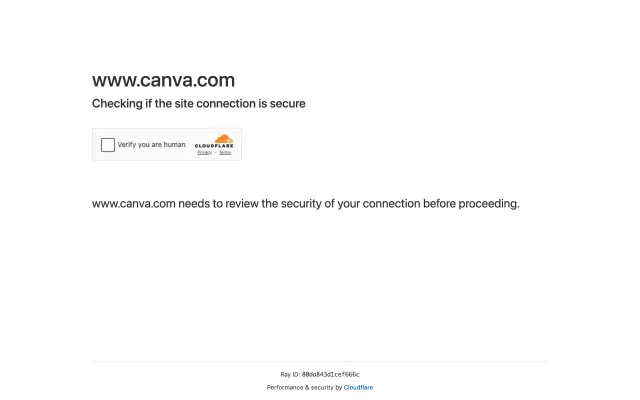 www.canva.com
Checking if the site connection is secure
Verify you are human
CLOUDFLARE
Privacy • Terms
www.canva.com needs to review the security of your connection before proceeding.
Ray ID: 80da843d1cef666c
Performance & security by Cloudflare